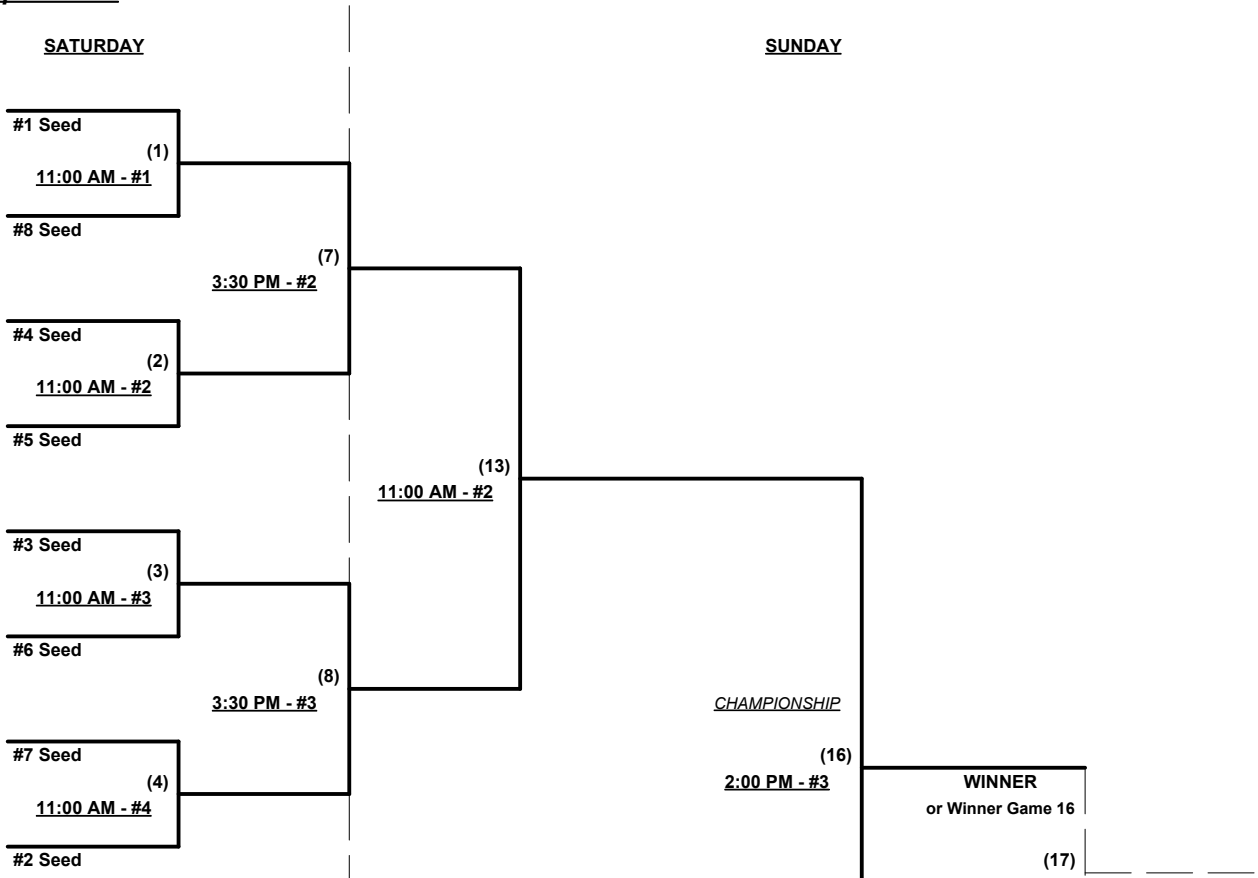 SATURDAY
SUNDAY
#1 Seed
(1)
11:00 AM - #1
#8 Seed
(7)
3:30 PM - #2
#4 Seed
(2)
11:00 AM - #2
#5 Seed
(13)
11:00 AM - #2
#3 Seed
(3)
11:00 AM - #3
#6 Seed
(8)
3:30 PM - #3
CHAMPIONSHIP
#7 Seed
(4)
11:00 AM - #4
(16)
2:00 PM - #3
WINNER
or Winner Game 16
#2 Seed
(17)